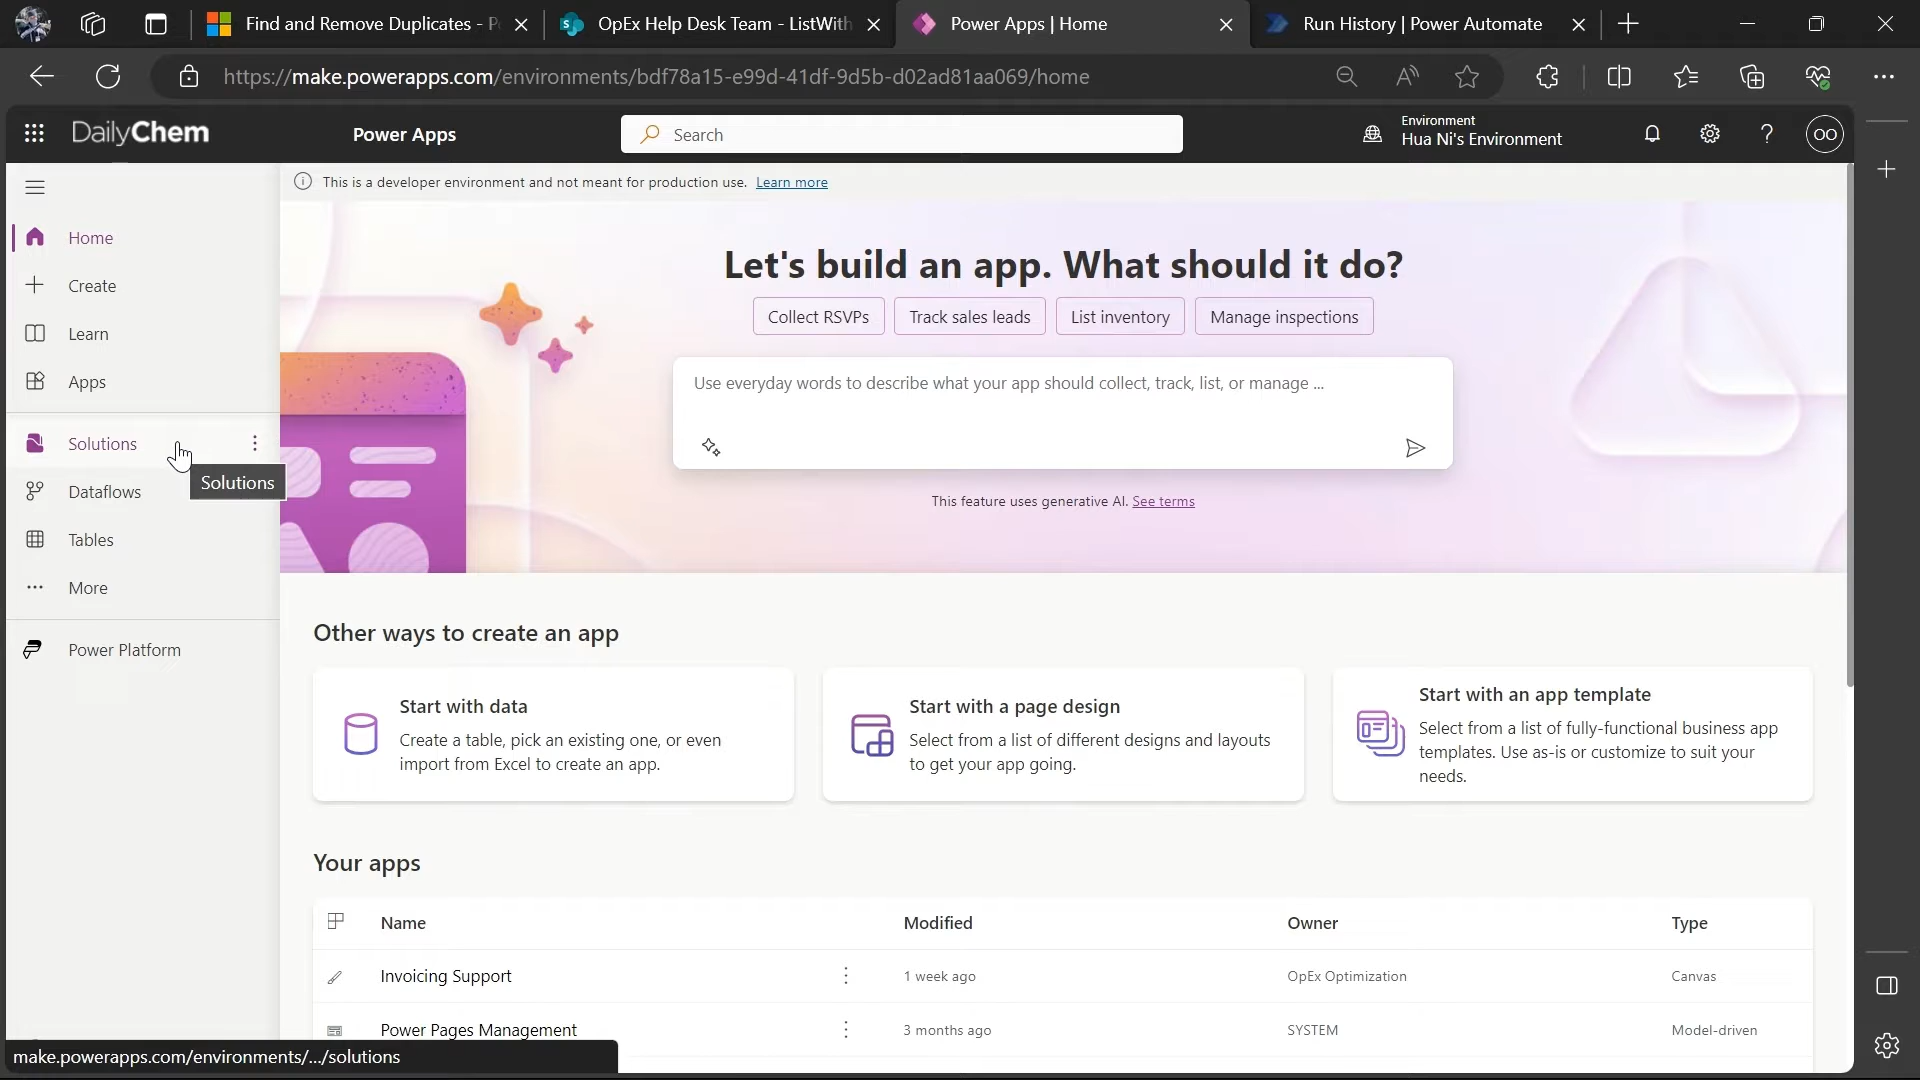 Find and Remove Duplicates - P
OpEx Help Desk Team - ListWith
Power Apps | Home
Run History | Power Automate
https://make.powerapps.com/environments/bdf78a15-e99d-41df-9d5b-d02ad81aa069/home
DailyChem
Power Apps
Search
Environment
Hua Ni's Environment
OO
This is a developer environment and not meant for production use. Learn more
Home
Create
Learn
Apps
Solutions
Solutions
Dataflows
Tables
More
Power Platform
Let's build an app. What should it do?
Collect RSVPs
Track sales leads
List inventory
Manage inspections
Use everyday words to describe what your app should collect, track, list, or manage ...
This feature uses generative AI. See terms
Other ways to create an app
Start with data
Create a table, pick an existing one, or even
import from Excel to create an app.
Start with a page design
Select from a list of different designs and layouts
to get your app going.
Start with an app template
Select from a list of fully-functional business app
templates. Use as-is or customize to suit your
needs.
Your apps
Name Modified Owner Type
Invoicing Support 1 week ago OpEx Optimization Canvas
Power Pages Management 3 months ago SYSTEM Model-driven
make.powerapps.com/environments/.../solutions